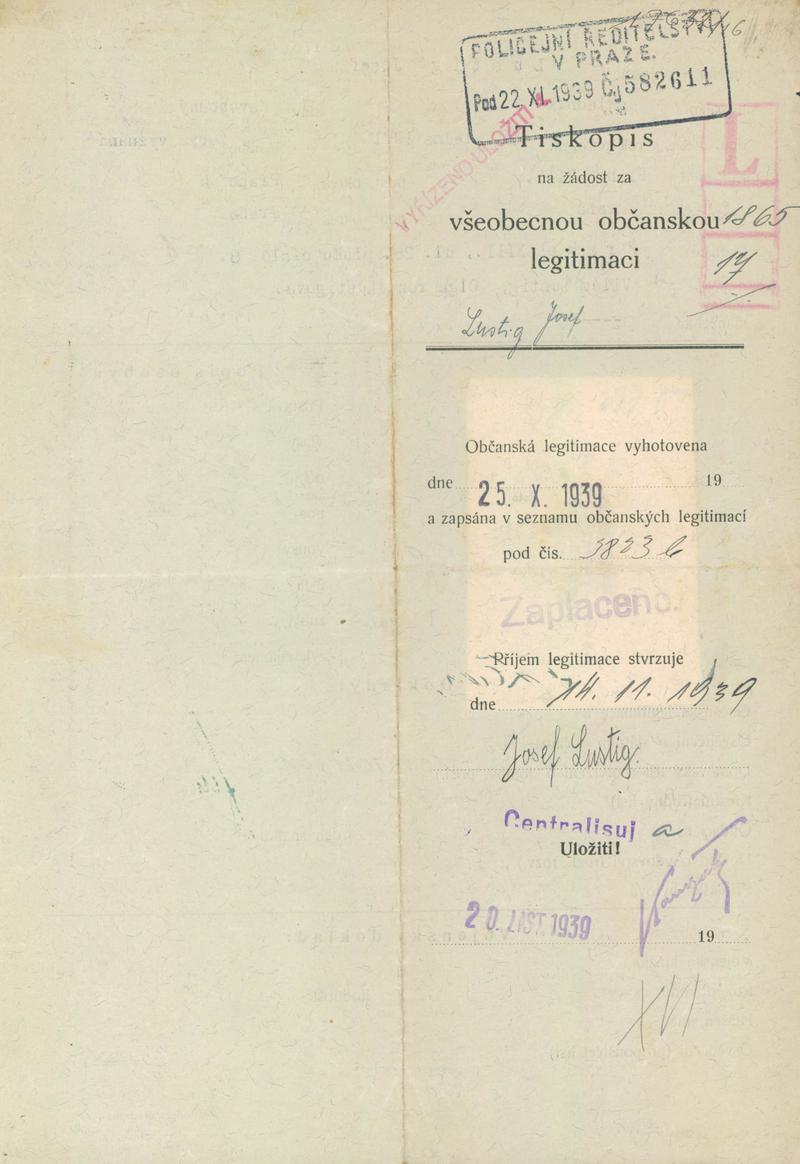 POLICEJNÍ ŘEDITELSTVÍ
V PRAZE.
Pod 22. XI. 1939 Čj 582611
VYŘÍZENO ULOŽIT
L
Tiskopis
na žádost za
všeobecnou občanskou 1865
legitimaci 17
Lustig Josef
Občanská legitimace vyhotovena
dne 25. X. 1939 19
a zapsána v seznamu občanských legitimací
pod čís. 3823 b
Zaplaceno.
Příjem legitimace stvrzuje
dne 14. 11. 1939
Josef Lustig.
Centralisuj a
Uložiti!
20. LIST. 1939
19
XVI